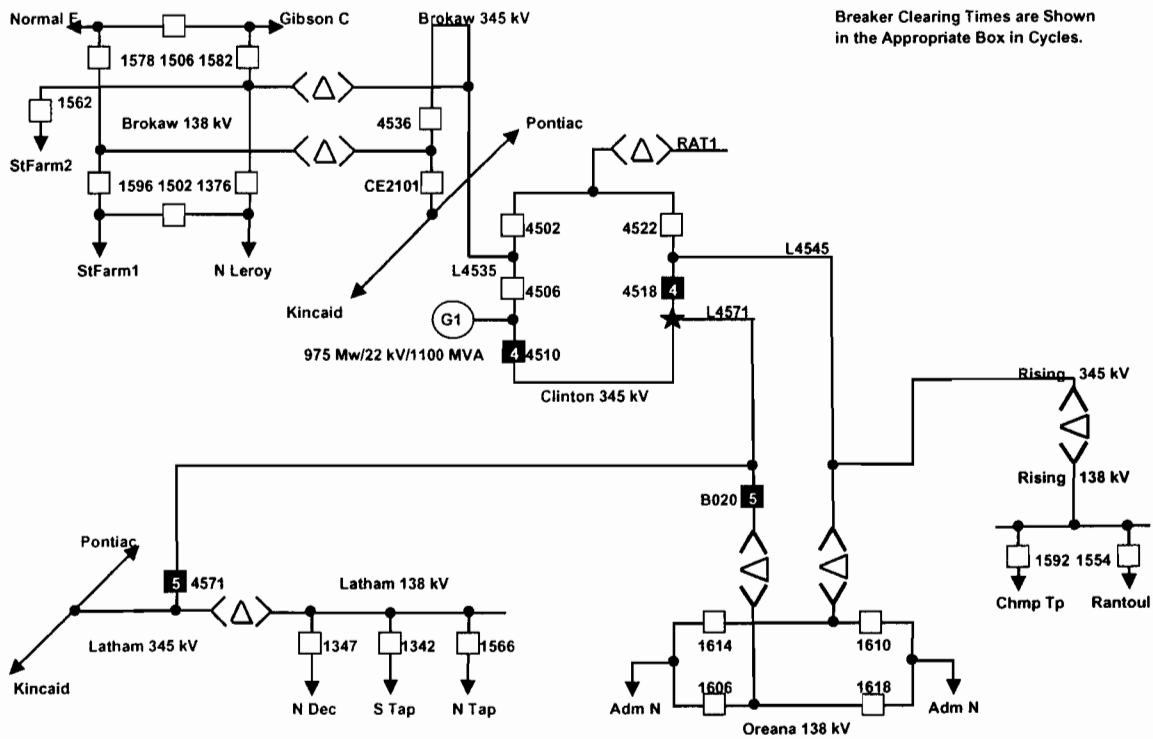 Normal E
Gibson C
Brokaw 345 kV
Breaker Clearing Times are Shown
in the Appropriate Box in Cycles.
1578 1506 1582
1562
Brokaw 138 kV
4536
Pontiac
StFarm2
RAT1
1596 1502 1376
CE2101
4502
4522
StFarm1
N Leroy
L4535
L4545
Kincaid
4506
4518
4
L4571
G1
975 Mw/22 kV/1100 MVA
4
4510
Clinton 345 kV
Rising 345 kV
Rising 138 kV
B020
5
Pontiac
5
4571
Latham 138 kV
1592 1554
Chmp Tp
Rantoul
Latham 345 kV
1347
1342
1566
1614
1610
Kincaid
N Dec
S Tap
N Tap
Adm N
1606
1618
Adm N
Oreana 138 kV